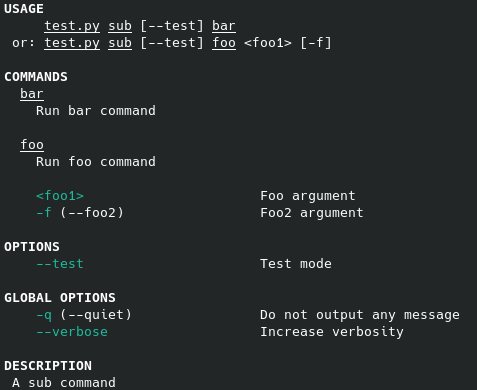 USAGE
test.py sub [--test] bar
or: test.py sub [--test] foo <foo1> [-f]
COMMANDS
bar
Run bar command
foo
Run foo command
<foo1> Foo argument
-f (--foo2) Foo2 argument
OPTIONS
--test Test mode
GLOBAL OPTIONS
-q (--quiet) Do not output any message
--verbose Increase verbosity
DESCRIPTION
A sub command